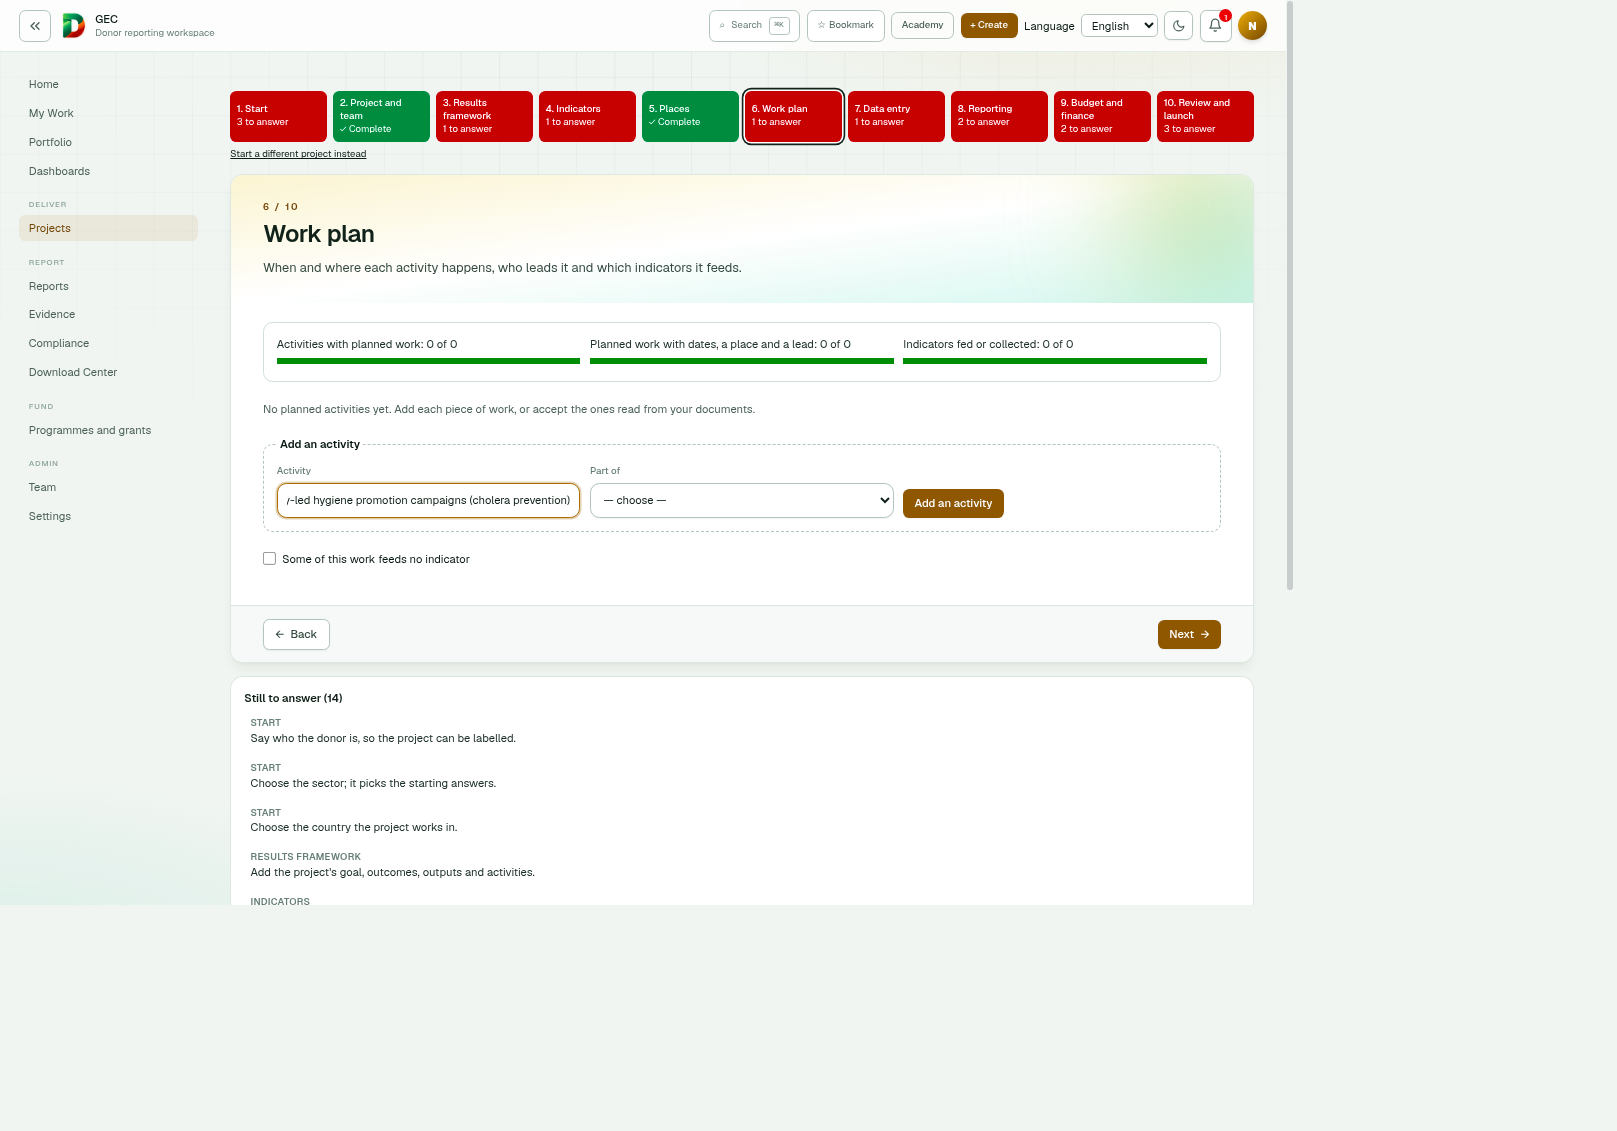 GEC
Donor reporting workspace
Search ⌘K
☆ Bookmark
Academy
+ Create
Language
English
1
N
Home
My Work
Portfolio
Dashboards
DELIVER
Projects
REPORT
Reports
Evidence
Compliance
Download Center
FUND
Programmes and grants
ADMIN
Team
Settings
1. Start
3 to answer
2. Project and
team
✓ Complete
3. Results
framework
1 to answer
4. Indicators
1 to answer
5. Places
✓ Complete
6. Work plan
1 to answer
7. Data entry
1 to answer
8. Reporting
2 to answer
9. Budget and
finance
2 to answer
10. Review and
launch
3 to answer
Start a different project instead
6 / 10
Work plan
When and where each activity happens, who leads it and which indicators it feeds.
Activities with planned work: 0 of 0
Planned work with dates, a place and a lead: 0 of 0
Indicators fed or collected: 0 of 0
No planned activities yet. Add each piece of work, or accept the ones read from your documents.
Add an activity
Activity
Part of
-led hygiene promotion campaigns (cholera prevention)
— choose —
Add an activity
Some of this work feeds no indicator
← Back
Next →
Still to answer (14)
START
Say who the donor is, so the project can be labelled.
START
Choose the sector; it picks the starting answers.
START
Choose the country the project works in.
RESULTS FRAMEWORK
Add the project's goal, outcomes, outputs and activities.
INDICATORS